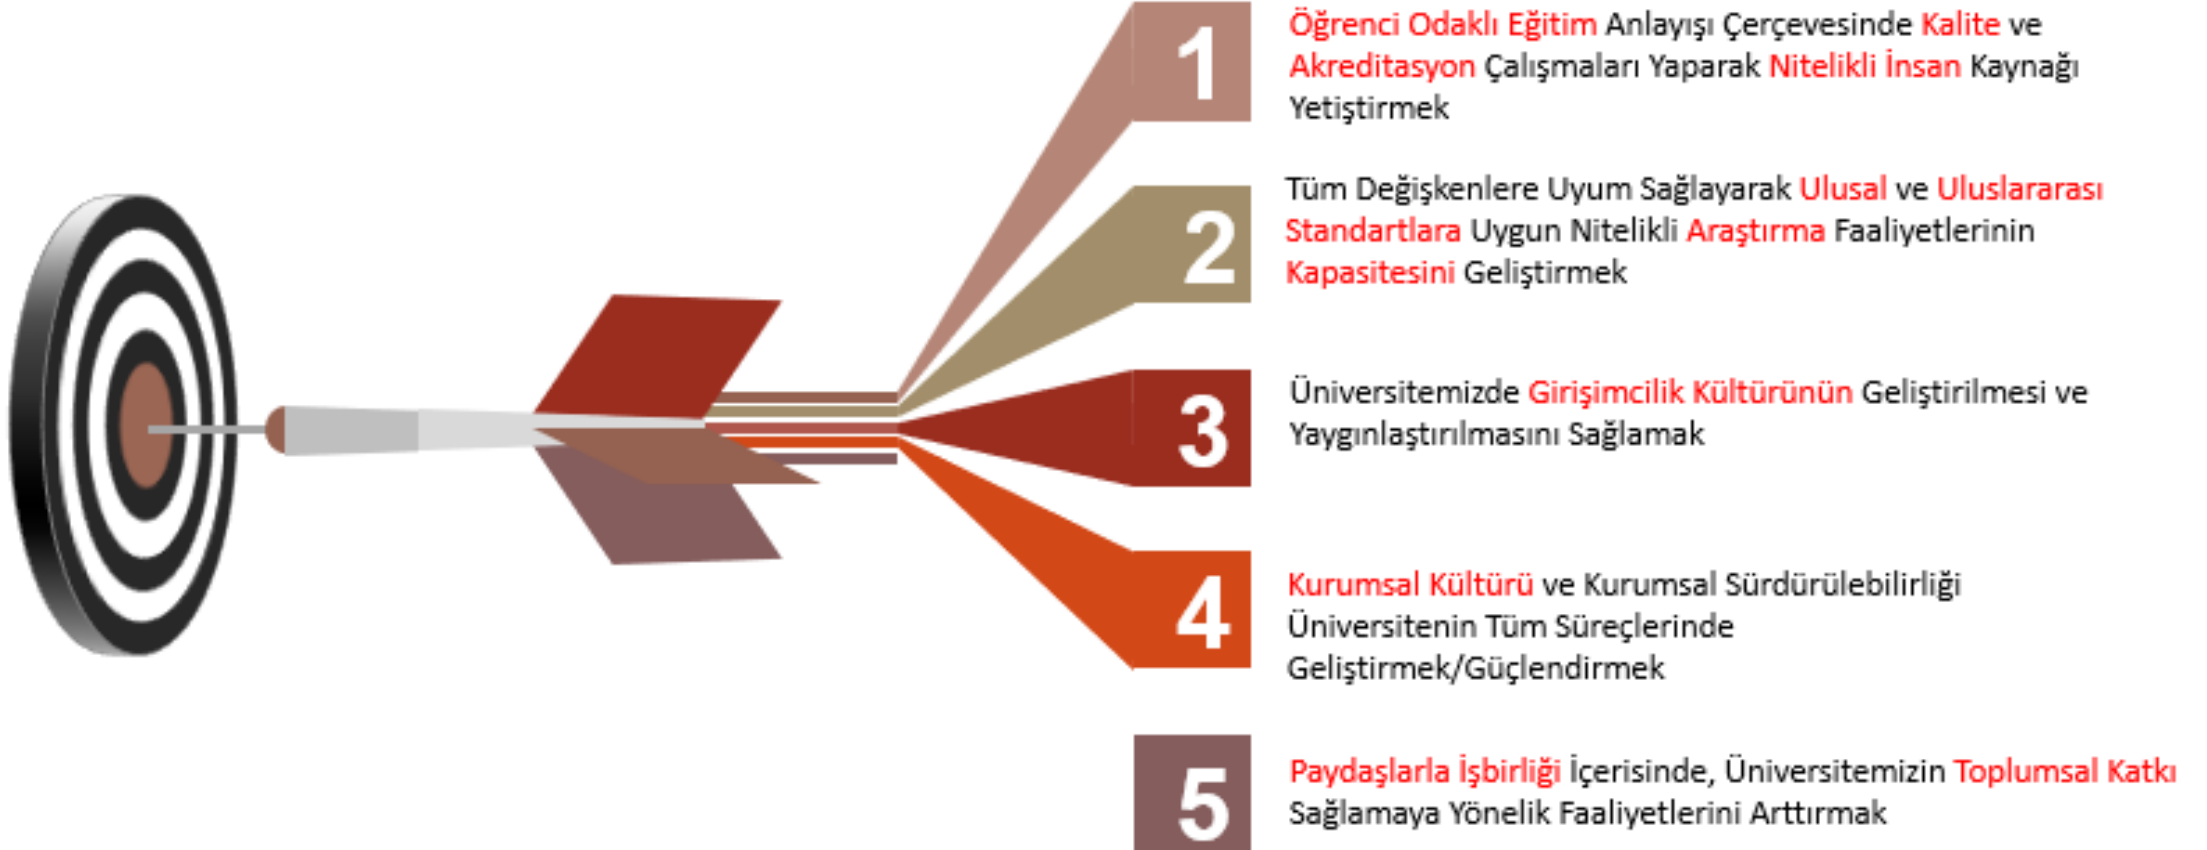 1
Öğrenci Odaklı Eğitim Anlayışı Çerçevesinde Kalite ve
Akreditasyon Çalışmaları Yaparak Nitelikli İnsan Kaynağı
Yetiştirmek
2
Tüm Değişkenlere Uyum Sağlayarak Ulusal ve Uluslararası
Standartlara Uygun Nitelikli Araştırma Faaliyetlerinin
Kapasitesini Geliştirmek
3
Üniversitemizde Girişimcilik Kültürünün Geliştirilmesi ve
Yaygınlaştırılmasını Sağlamak
4
Kurumsal Kültürü ve Kurumsal Sürdürülebilirliği
Üniversitenin Tüm Süreçlerinde
Geliştirmek/Güçlendirmek
5
Paydaşlarla İşbirliği İçerisinde, Üniversitemizin Toplumsal Katkı
Sağlamaya Yönelik Faaliyetlerini Arttırmak